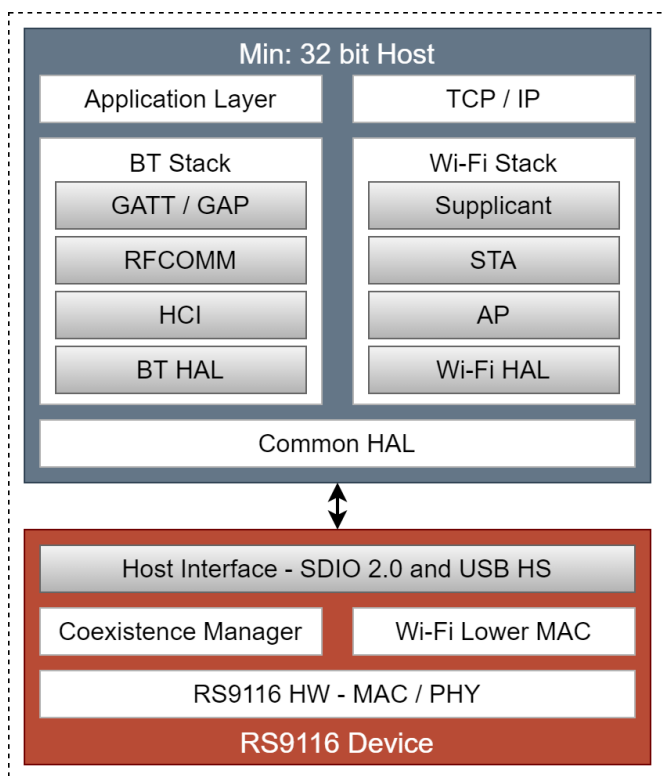 Min: 32 bit Host
Application Layer
TCP / IP
BT Stack
GATT / GAP
RFCOMM
HCI
BT HAL
Wi-Fi Stack
Supplicant
STA
AP
Wi-Fi HAL
Common HAL
Host Interface - SDIO 2.0 and USB HS
Coexistence Manager
Wi-Fi Lower MAC
RS9116 HW - MAC / PHY
RS9116 Device